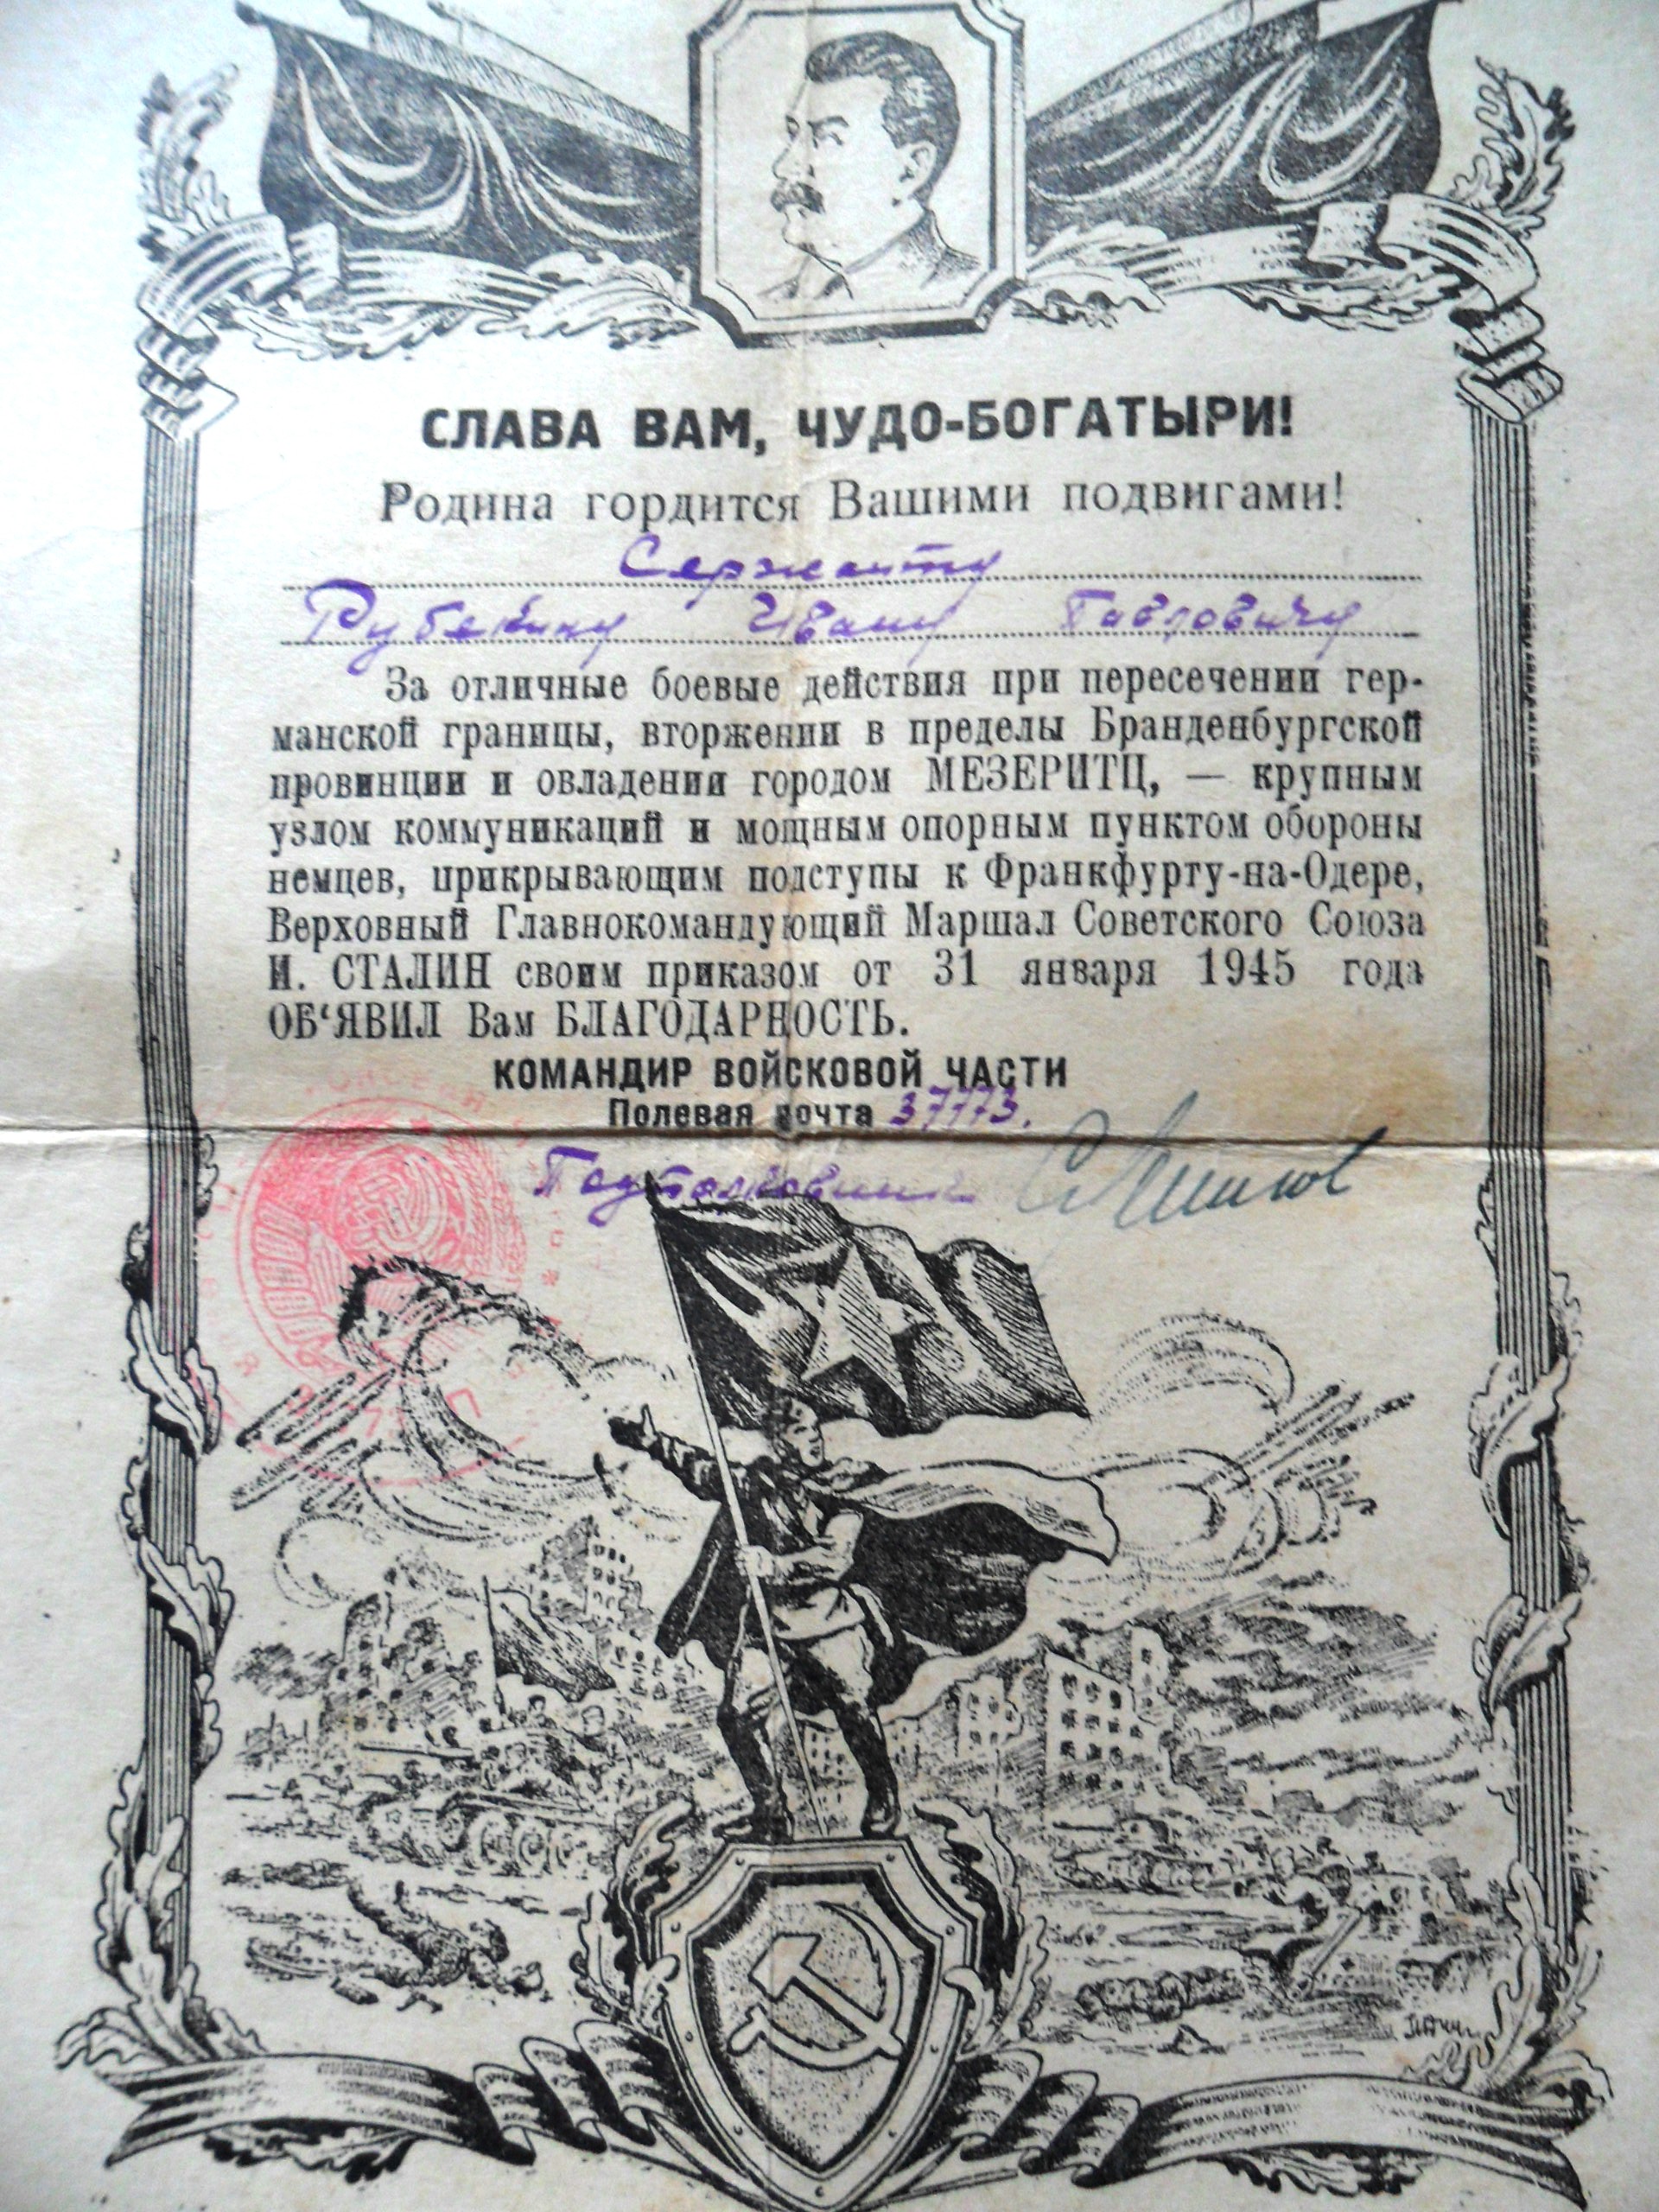 СЛАВА ВАМ, ЧУДО-БОГАТЫРИ!
Родина гордится Вашими подвигами!
Сержанту
Рубекину Ивану Павловичу
За отличные боевые действия при пересечении гер-
манской границы, вторжении в пределы Бранденбургской
провинции и овладения городом МЕЗЕРИТЦ, — крупным
узлом коммуникаций и мощным опорным пунктом обороны
немцев, прикрывающим подступы к Франкфурту-на-Одере,
Верховный Главнокомандующий Маршал Советского Союза
И. СТАЛИН своим приказом от 31 января 1945 года
ОБ‘ЯВИЛ Вам БЛАГОДАРНОСТЬ.
КОМАНДИР ВОЙСКОВОЙ ЧАСТИ
Полевая почта 37773.
Подполковник